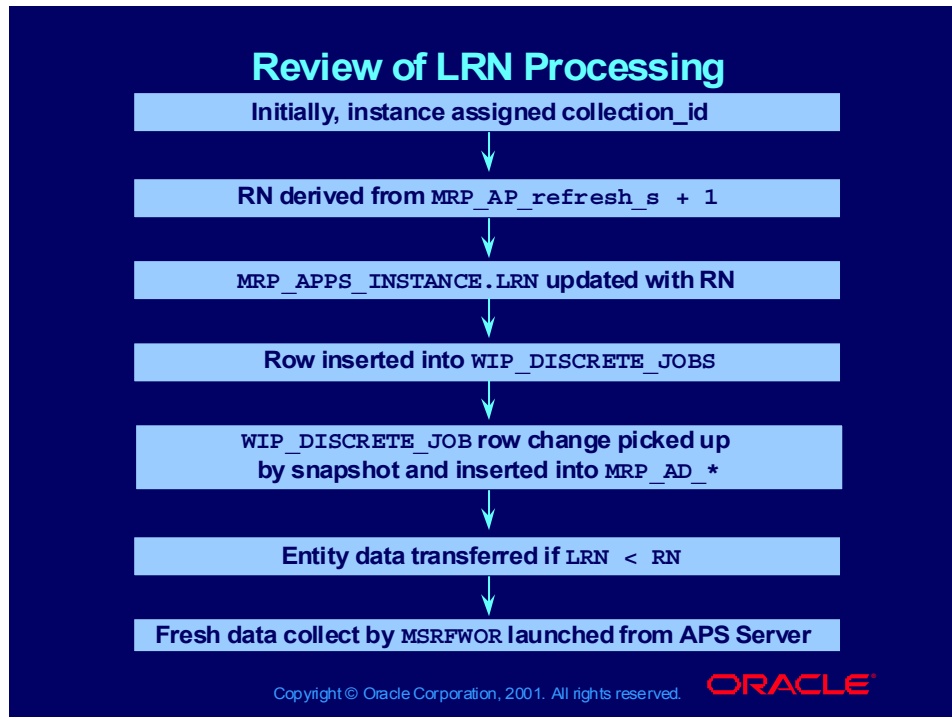 Review of LRN Processing
Initially, instance assigned collection_id
RN derived from MRP_AP_refresh_s + 1
MRP_APPS_INSTANCE.LRN updated with RN
Row inserted into WIP_DISCRETE_JOBS
WIP_DISCRETE_JOB row change picked up
by snapshot and inserted into MRP_AD_*
Entity data transferred if LRN < RN
Fresh data collect by MSRFWOR launched from APS Server
Copyright © Oracle Corporation, 2001. All rights reserved.
ORACLE®